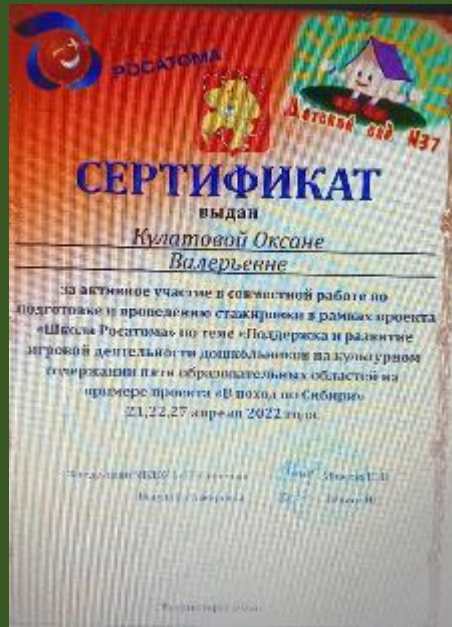 РОСАТОМА
Детский сад №37
СЕРТИФИКАТ
выдан
Кулатовой Оксане
Валерьевне
за активное участие в совместной работе по
подготовке и проведению стажировки в рамках проекта
«Школа Росатома» по теме «Поддержка и развитие
игровой деятельности дошкольников на культурном
содержании пяти образовательных областей на
примере проекта «В поход по Сибири»
21,22,27 апреля 2022 года.